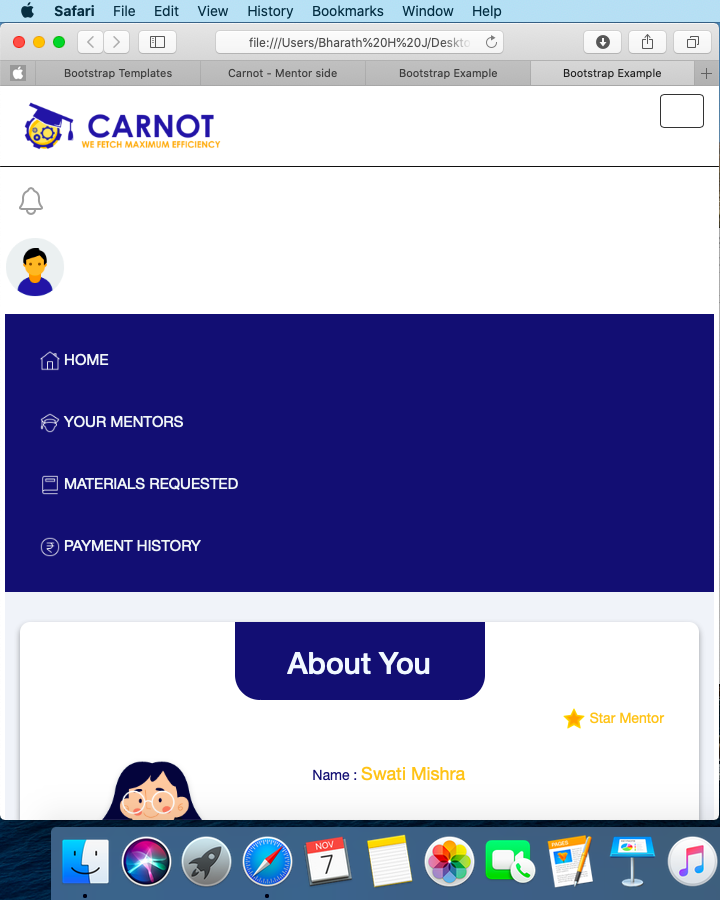 Safari File Edit View History Bookmarks Window Help
file:///Users/Bharath%20H%20J/Deskto
Bootstrap Templates Carnot - Mentor side Bootstrap Example Bootstrap Example
CARNOT
WE FETCH MAXIMUM EFFICIENCY
HOME
YOUR MENTORS
MATERIALS REQUESTED
PAYMENT HISTORY
About You
Star Mentor
Name : Swati Mishra
NOV
7
PAGES